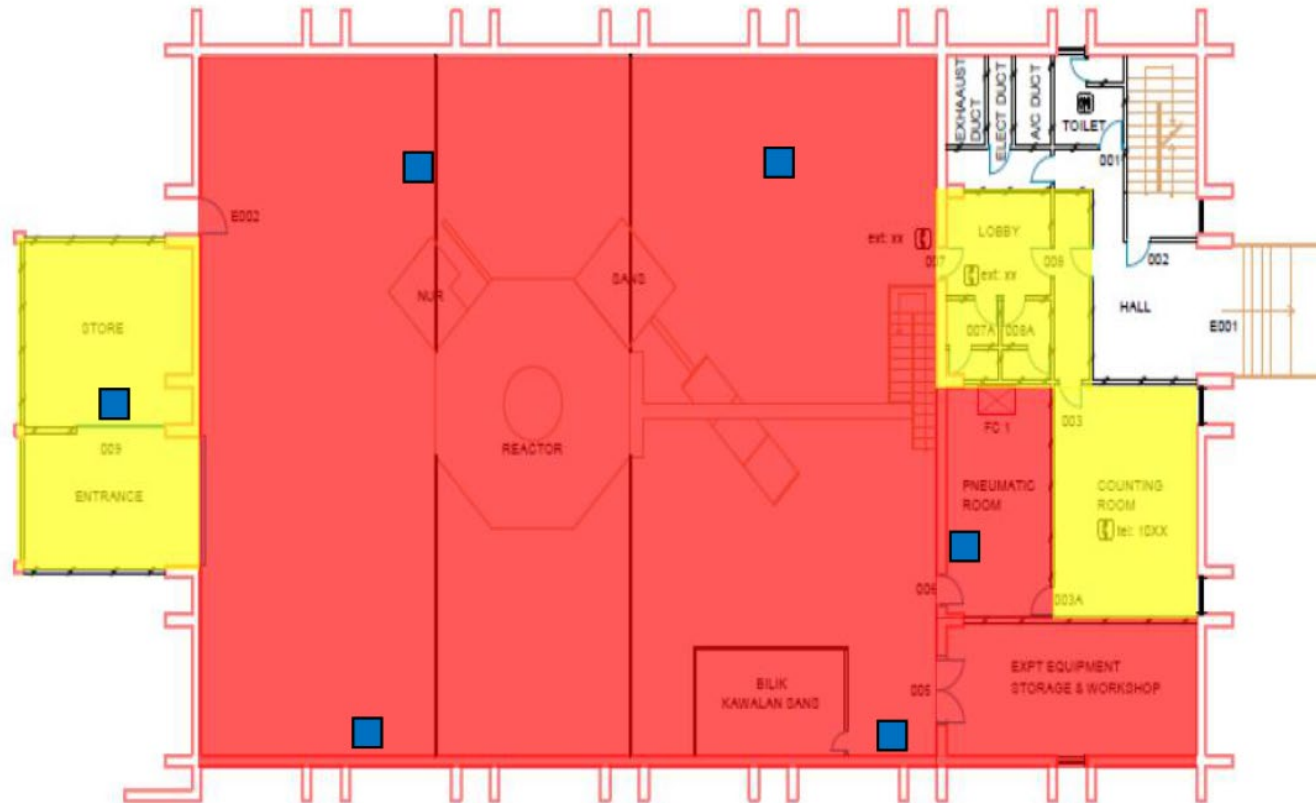 EXHAAUST
DUCT
ELECT DUCT
A/C DUCT
TOILET
001
E002
ext: xx
LOBBY
007
009
ext: xx
002
STORE
NUR
SANS
HALL
E001
007A
008A
003
FC 1
009
REACTOR
ENTRANCE
PNEUMATIC
ROOM
COUNTING
ROOM
tel: 10XX
006
003A
BILIK
KAWALAN SANS
005
EXPT EQUIPMENT
STORAGE & WORKSHOP